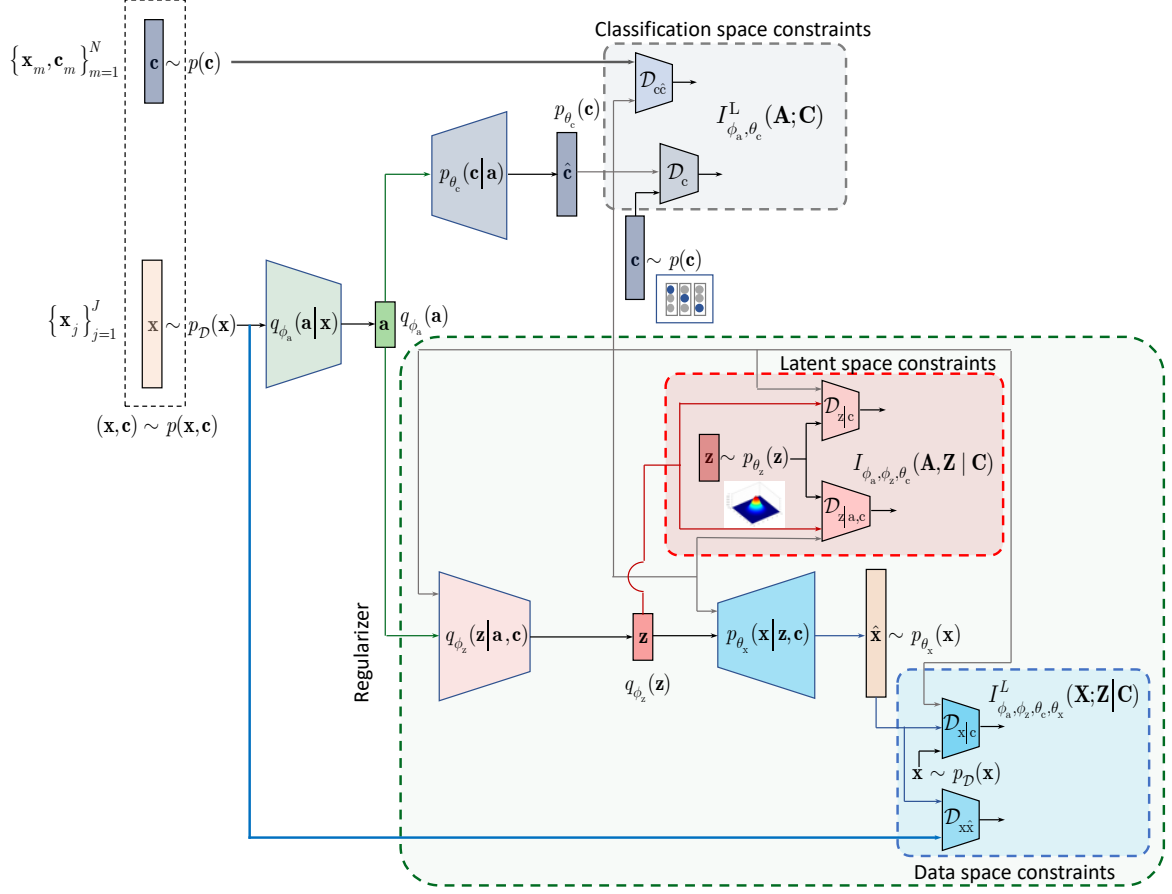 Classification space constraints
{x_m, c_m}_{m=1}^N
c ~ p(c)
𝒟_{cĉ}
I^L_{ϕ_a,θ_c}(A; C)
p_{θ_c}(c)
p_{θ_c}(c|a)
ĉ
𝒟_c
c ~ p(c)
{x_j}_{j=1}^J
x ~ p_𝒟(x)
q_{ϕ_a}(a|x)
a
q_{ϕ_a}(a)
(x,c) ~ p(x,c)
Latent space constraints
𝒟_{z|c}
z ~ p_{θ_z}(z)
I_{ϕ_a,ϕ_z,θ_c}(A,Z | C)
𝒟_{z|a,c}
Regularizer
q_{ϕ_z}(z|a,c)
z
q_{ϕ_z}(z)
p_{θ_x}(x|z,c)
x̂ ~ p_{θ_x}(x)
I^L_{ϕ_a,ϕ_z,θ_c,θ_x}(X;Z|C)
𝒟_{x|c}
x ~ p_𝒟(x)
𝒟_{xx̂}
Data space constraints